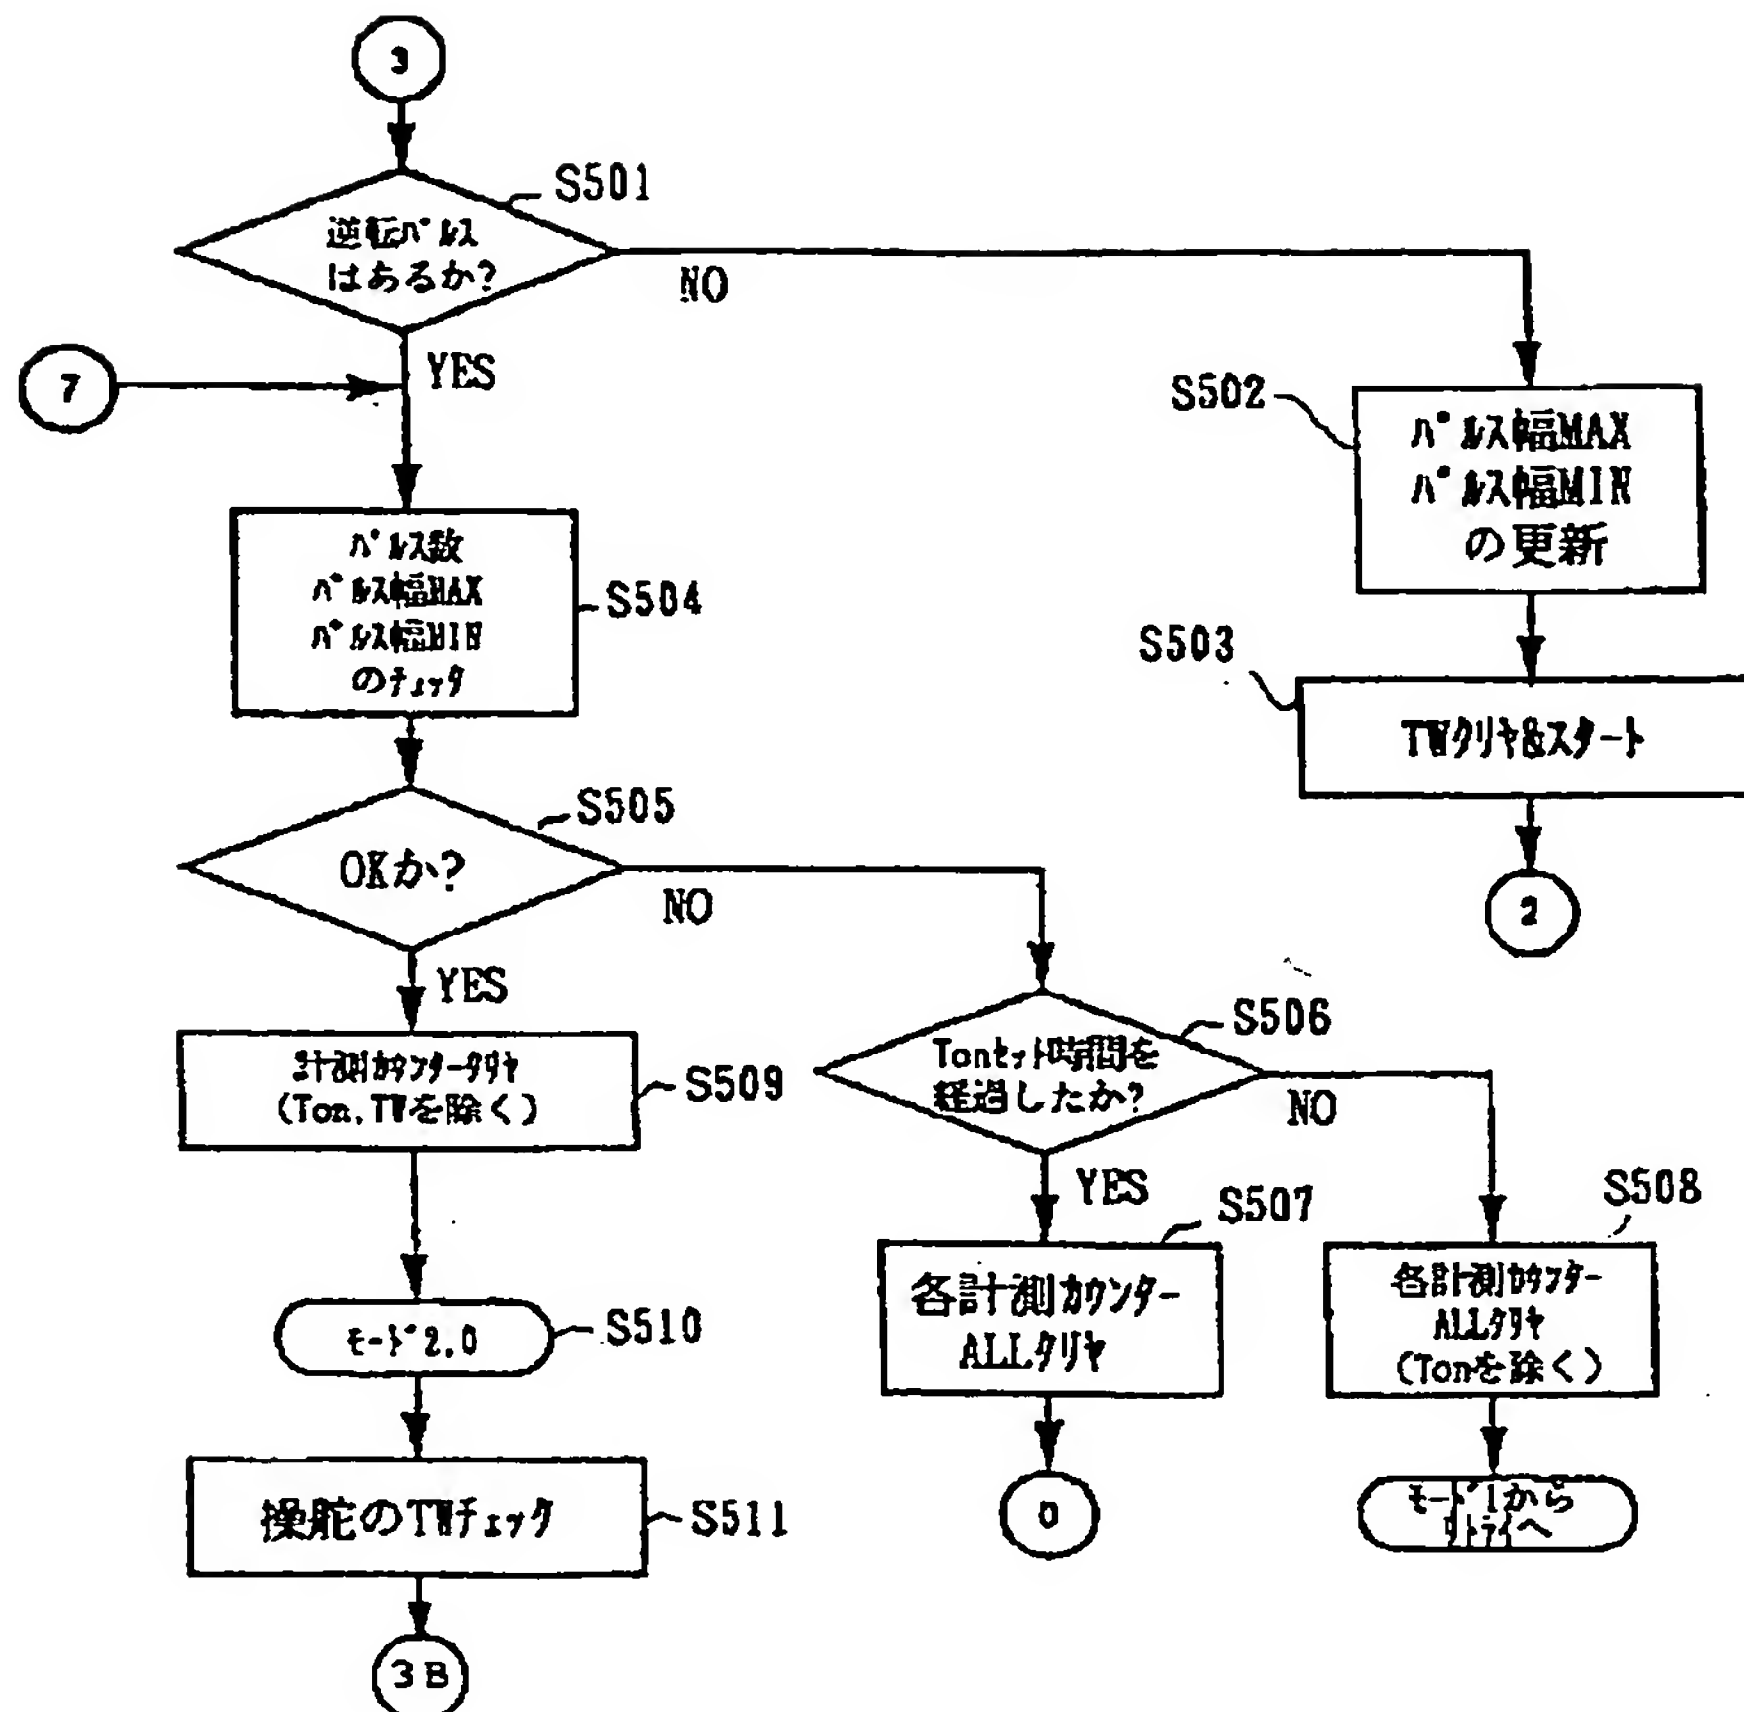 3
S501
逆転ﾊﾟﾙｽ
はあるか?
NO
YES
7
S502
ﾊﾟﾙｽ幅MAX
ﾊﾟﾙｽ幅MIN
の更新
ﾊﾟﾙｽ数
ﾊﾟﾙｽ幅MAX
ﾊﾟﾙｽ幅MIN
のﾁｪｯｸ
S504
S503
TWｸﾘﾔ&ｽﾀｰﾄ
2
S505
OKか?
NO
YES
S506
Tonｾｯﾄ時間を
経過したか?
NO
YES
計測ｶｳﾝﾀｰｸﾘﾔ
(Ton,TWを除く)
S509
S507
各計測ｶｳﾝﾀｰ
ALLｸﾘﾔ
0
S508
各計測ｶｳﾝﾀｰ
ALLｸﾘﾔ
(Tonを除く)
ﾓｰﾄﾞ1から
ﾘﾄﾗｲへ
ﾓｰﾄﾞ2.0
S510
操舵のTWﾁｪｯｸ
S511
3B